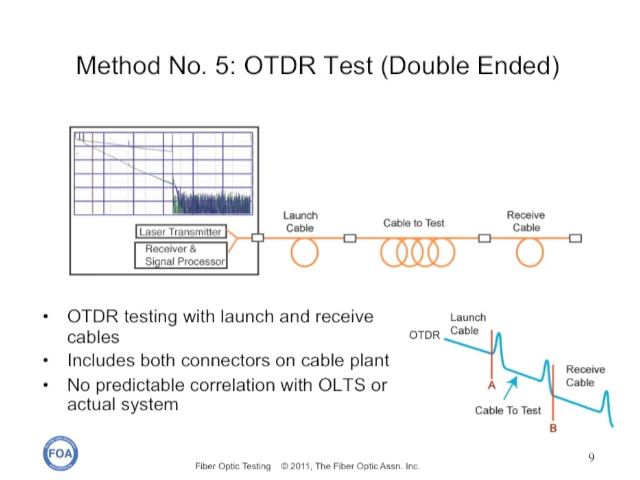 Method No. 5: OTDR Test (Double Ended)
Launch
Cable
Cable to Test
Receive
Cable
Laser Transmitter
Receiver &
Signal Processor
• OTDR testing with launch and receive
cables
• Includes both connectors on cable plant
• No predictable correlation with OLTS or
actual system
OTDR
Launch
Cable
A
Cable To Test
Receive
Cable
B
FOA
Fiber Optic Testing © 2011, The Fiber Optic Assn. Inc.
9